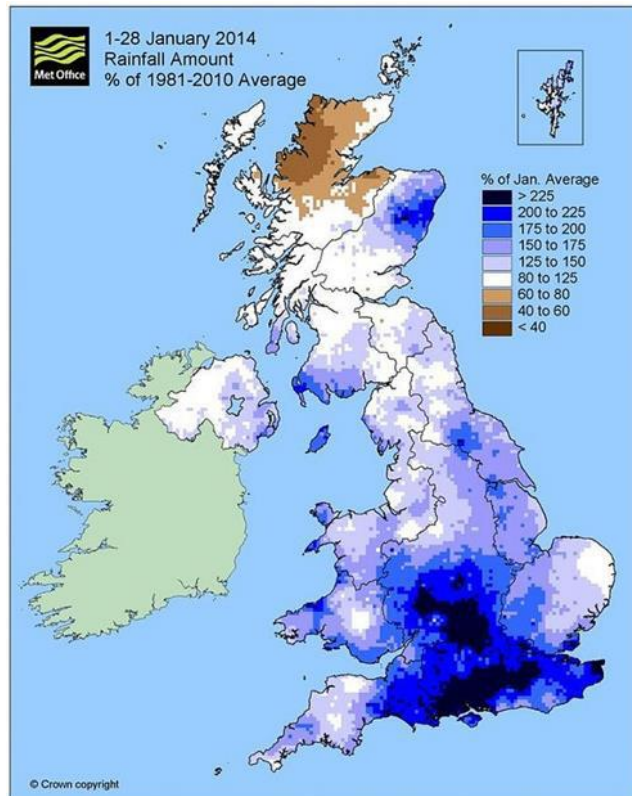 Met Office
1-28 January 2014
Rainfall Amount
% of 1981-2010 Average
% of Jan. Average
> 225
200 to 225
175 to 200
150 to 175
125 to 150
80 to 125
60 to 80
40 to 60
< 40
© Crown copyright